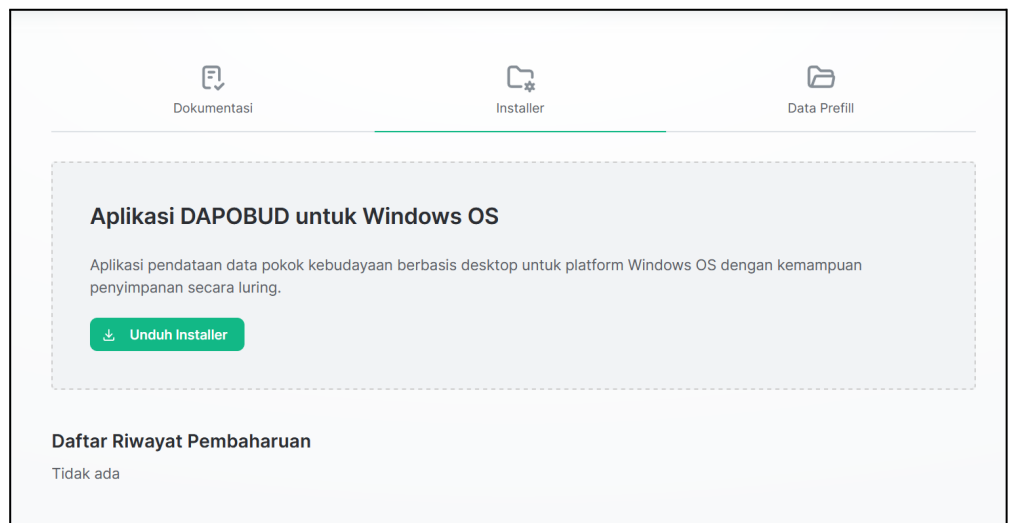 Dokumentasi
Installer
Data Prefill
Aplikasi DAPOBUD untuk Windows OS
Aplikasi pendataan data pokok kebudayaan berbasis desktop untuk platform Windows OS dengan kemampuan
penyimpanan secara luring.
Unduh Installer
Daftar Riwayat Pembaharuan
Tidak ada